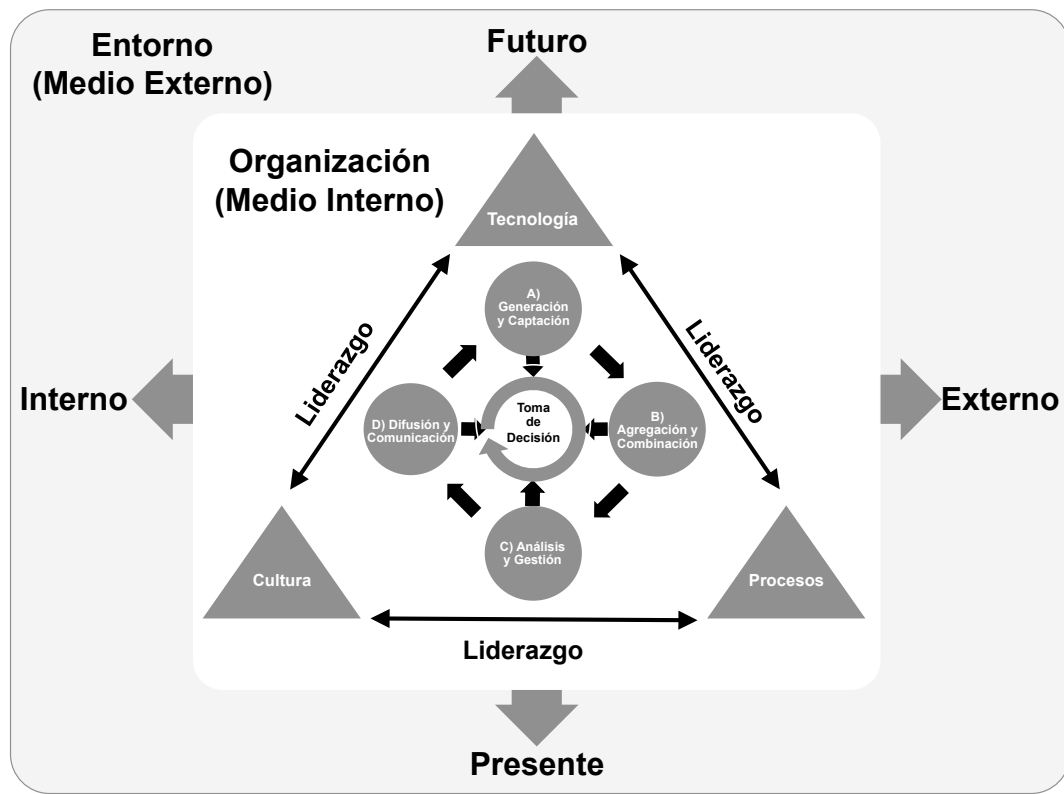 Entorno
(Medio Externo)
Futuro
Organización
(Medio Interno)
Tecnología
A)
Generación
y Captación
Liderazgo
Liderazgo
Interno
Externo
D) Difusión y
Comunicación
Toma
de
Decisión
B)
Agregación y
Combinación
C) Análisis
y Gestión
Cultura
Procesos
Liderazgo
Presente